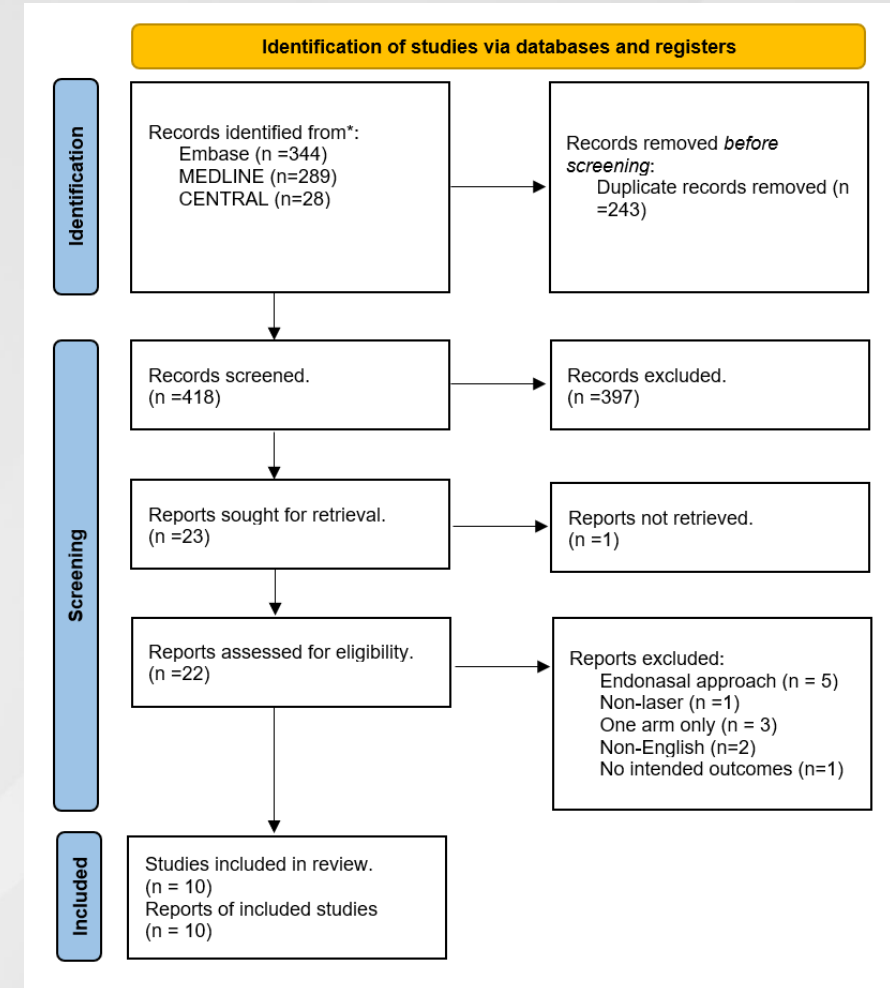 Identification of studies via databases and registers
Identification
Records identified from*:
Embase (n =344)
MEDLINE (n=289)
CENTRAL (n=28)
Records removed before
screening:
Duplicate records removed (n
=243)
Screening
Records screened.
(n =418)
Records excluded.
(n =397)
Reports sought for retrieval.
(n =23)
Reports not retrieved.
(n =1)
Reports assessed for eligibility.
(n =22)
Reports excluded:
Endonasal approach (n = 5)
Non-laser (n =1)
One arm only (n = 3)
Non-English (n=2)
No intended outcomes (n=1)
Included
Studies included in review.
(n = 10)
Reports of included studies
(n = 10)